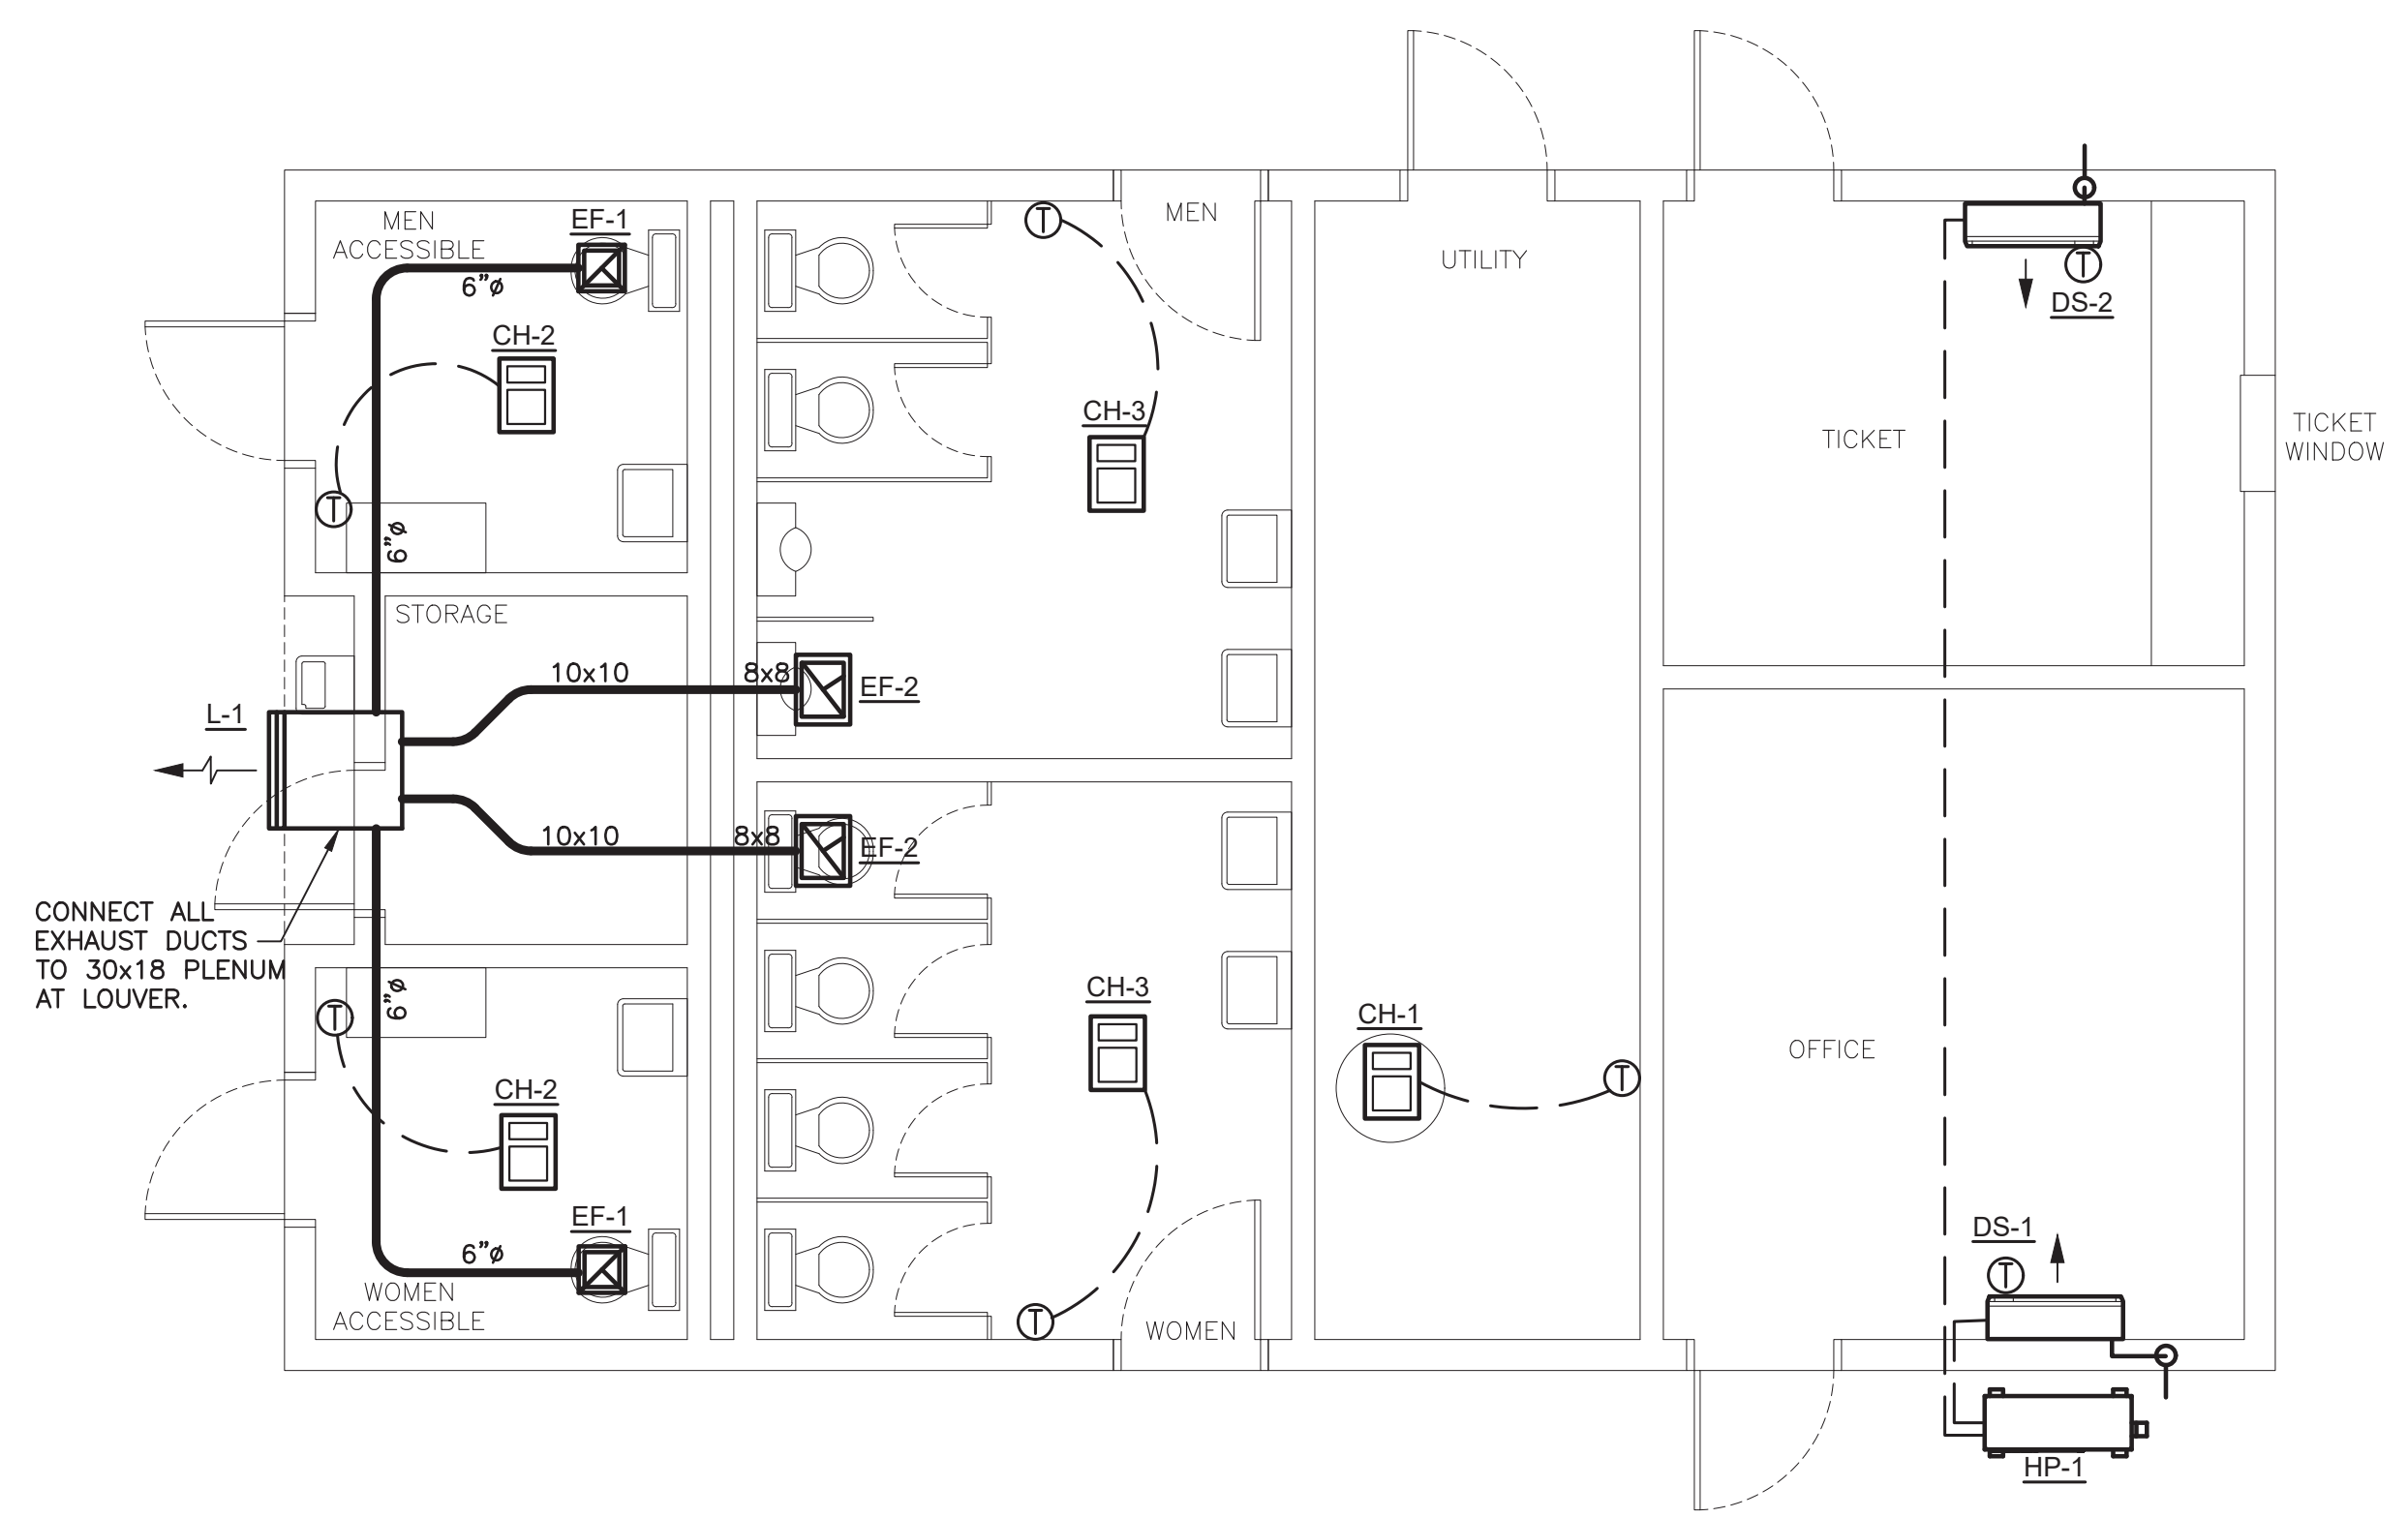 MEN
ACCESSIBLE
EF-1
6"ø
CH-2
T
6"ø
STORAGE
10x10
8x8
EF-2
L-1
10x10
8x8
EF-2
CONNECT ALL
EXHAUST DUCTS
TO 30x18 PLENUM
AT LOUVER.
6"ø
T
CH-2
EF-1
6"ø
WOMEN
ACCESSIBLE
T
MEN
CH-3
CH-3
T
WOMEN
UTILITY
CH-1
T
T
DS-2
TICKET
TICKET
WINDOW
OFFICE
DS-1
T
HP-1